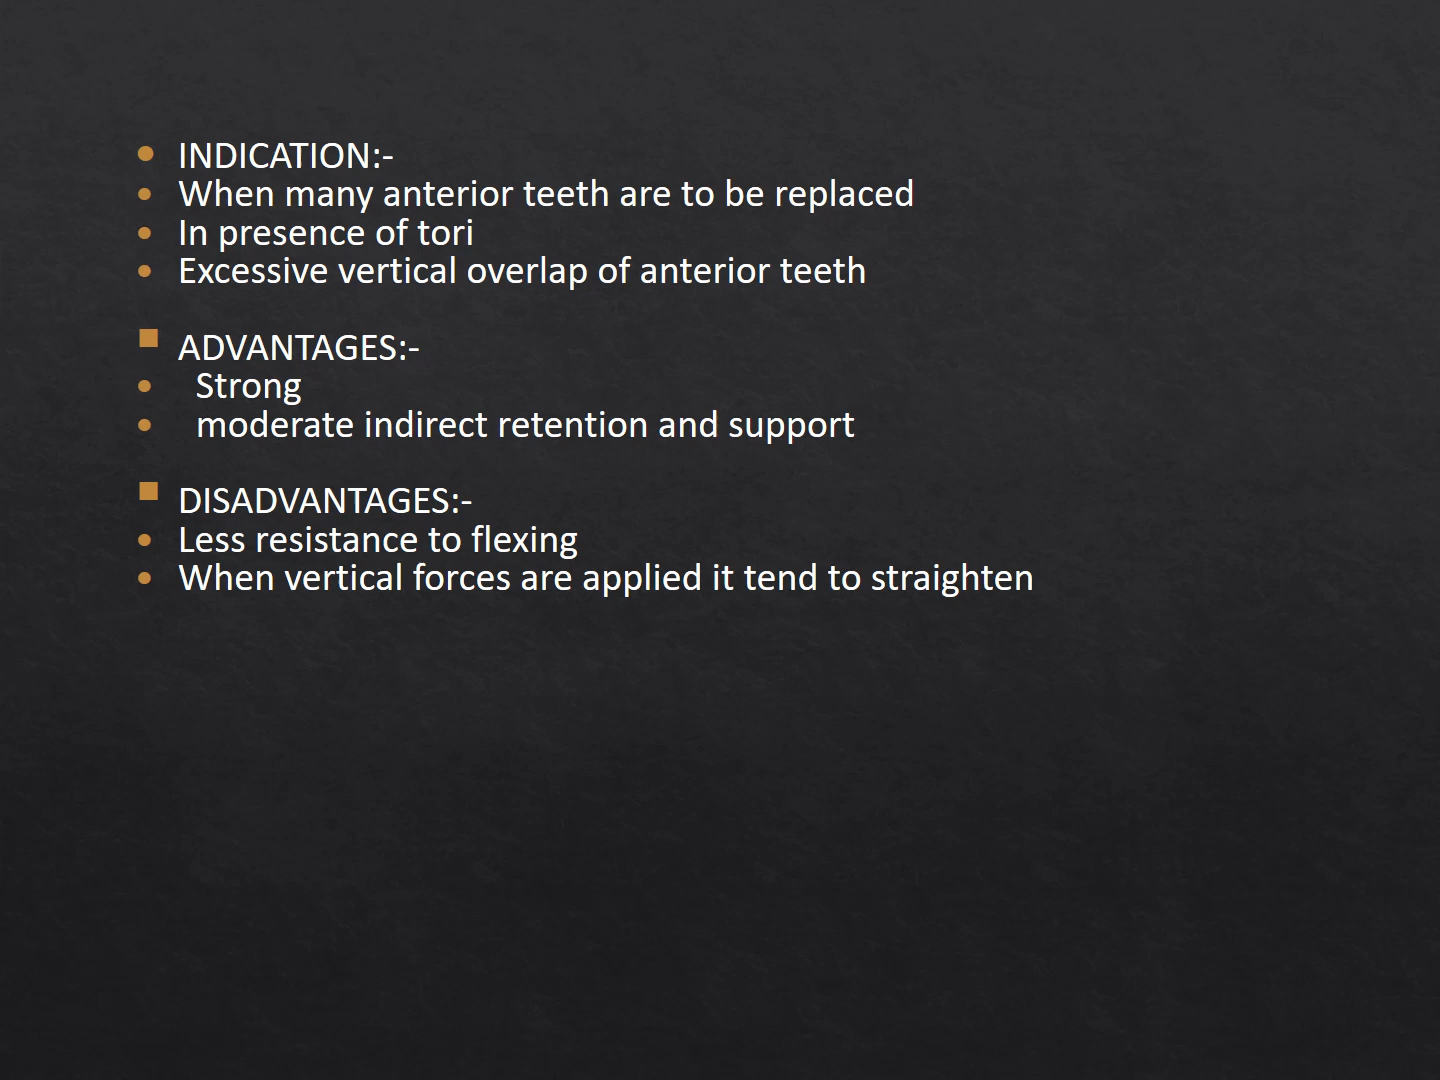 • INDICATION:-
• When many anterior teeth are to be replaced
• In presence of tori
• Excessive vertical overlap of anterior teeth
▪ ADVANTAGES:-
• Strong
• moderate indirect retention and support
▪ DISADVANTAGES:-
• Less resistance to flexing
• When vertical forces are applied it tend to straighten